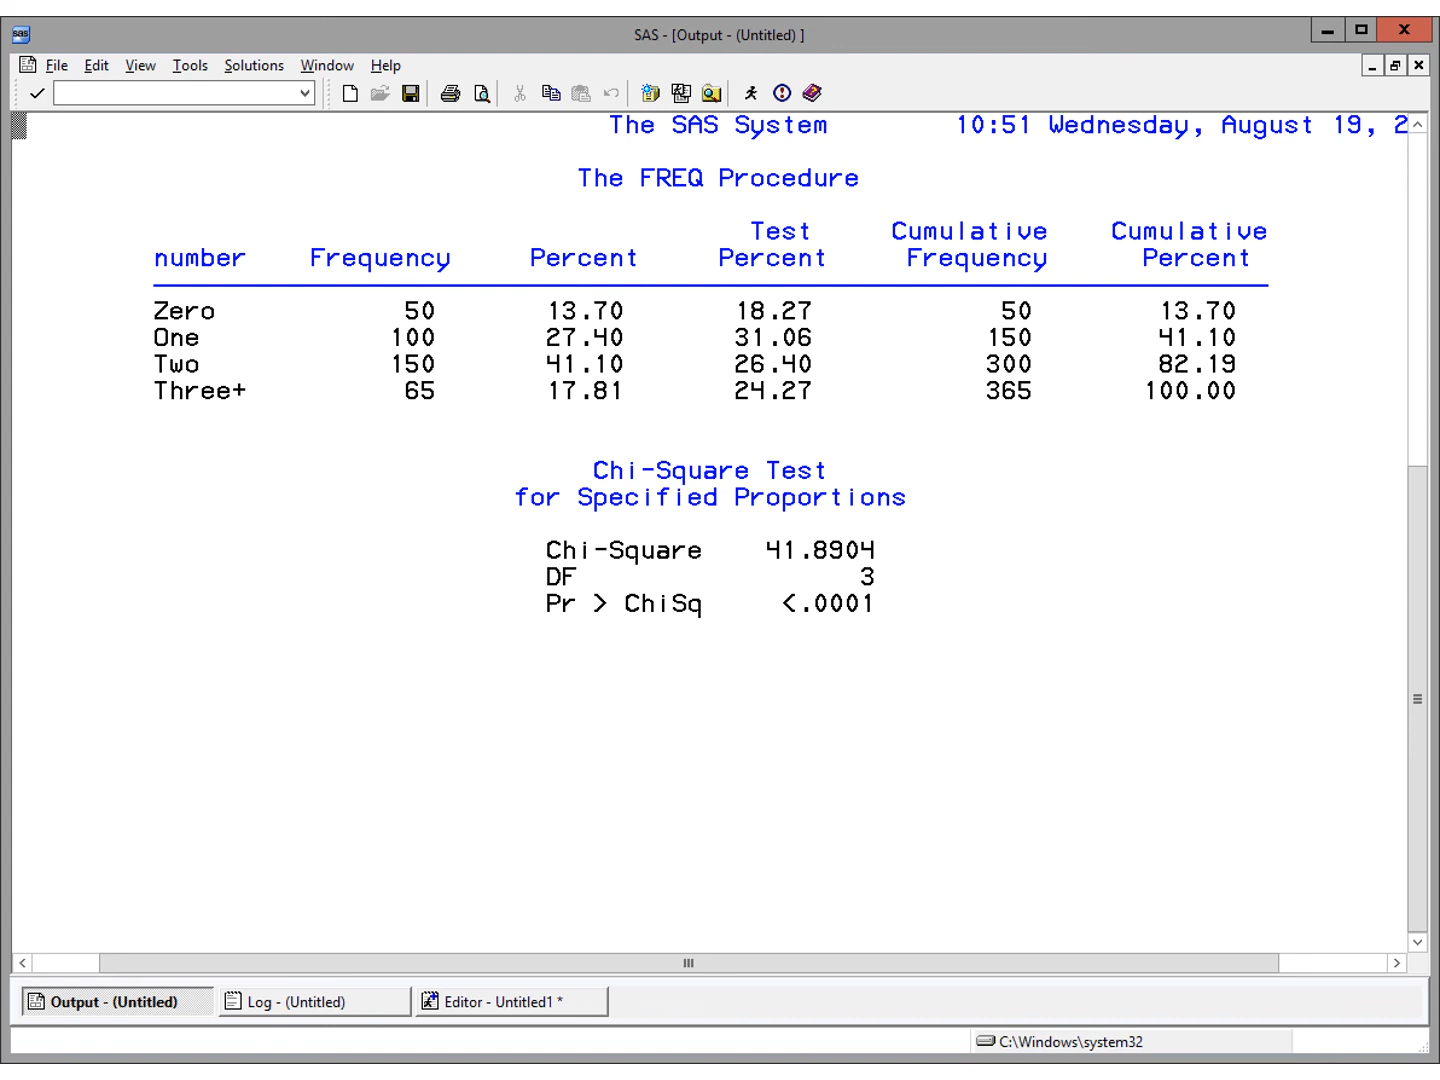 sas SAS - [Output - (Untitled) ]
File Edit View Tools Solutions Window Help
The SAS System 10:51 Wednesday, August 19, 2
The FREQ Procedure
Test Cumulative Cumulative
number Frequency Percent Percent Frequency Percent
Zero 50 13.70 18.27 50 13.70
One 100 27.40 31.06 150 41.10
Two 150 41.10 26.40 300 82.19
Three+ 65 17.81 24.27 365 100.00
Chi-Square Test
for Specified Proportions
Chi-Square 41.8904
DF 3
Pr > ChiSq <.0001
Output - (Untitled) Log - (Untitled) Editor - Untitled1 *
C:\Windows\system32